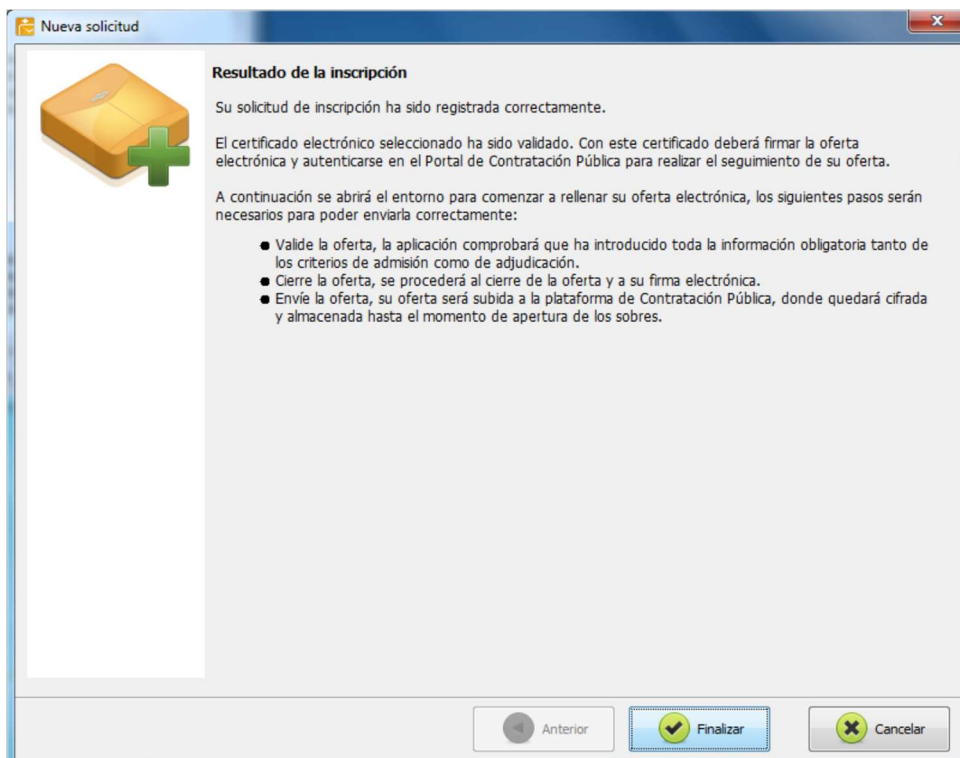 Nueva solicitud
Resultado de la inscripción
Su solicitud de inscripción ha sido registrada correctamente.
El certificado electrónico seleccionado ha sido validado. Con este certificado deberá firmar la oferta
electrónica y autenticarse en el Portal de Contratación Pública para realizar el seguimiento de su oferta.
A continuación se abrirá el entorno para comenzar a rellenar su oferta electrónica, los siguientes pasos serán
necesarios para poder enviarla correctamente:
● Valide la oferta, la aplicación comprobará que ha introducido toda la información obligatoria tanto de
los criterios de admisión como de adjudicación.
● Cierre la oferta, se procederá al cierre de la oferta y a su firma electrónica.
● Envíe la oferta, su oferta será subida a la plataforma de Contratación Pública, donde quedará cifrada
y almacenada hasta el momento de apertura de los sobres.
Anterior
Finalizar
Cancelar